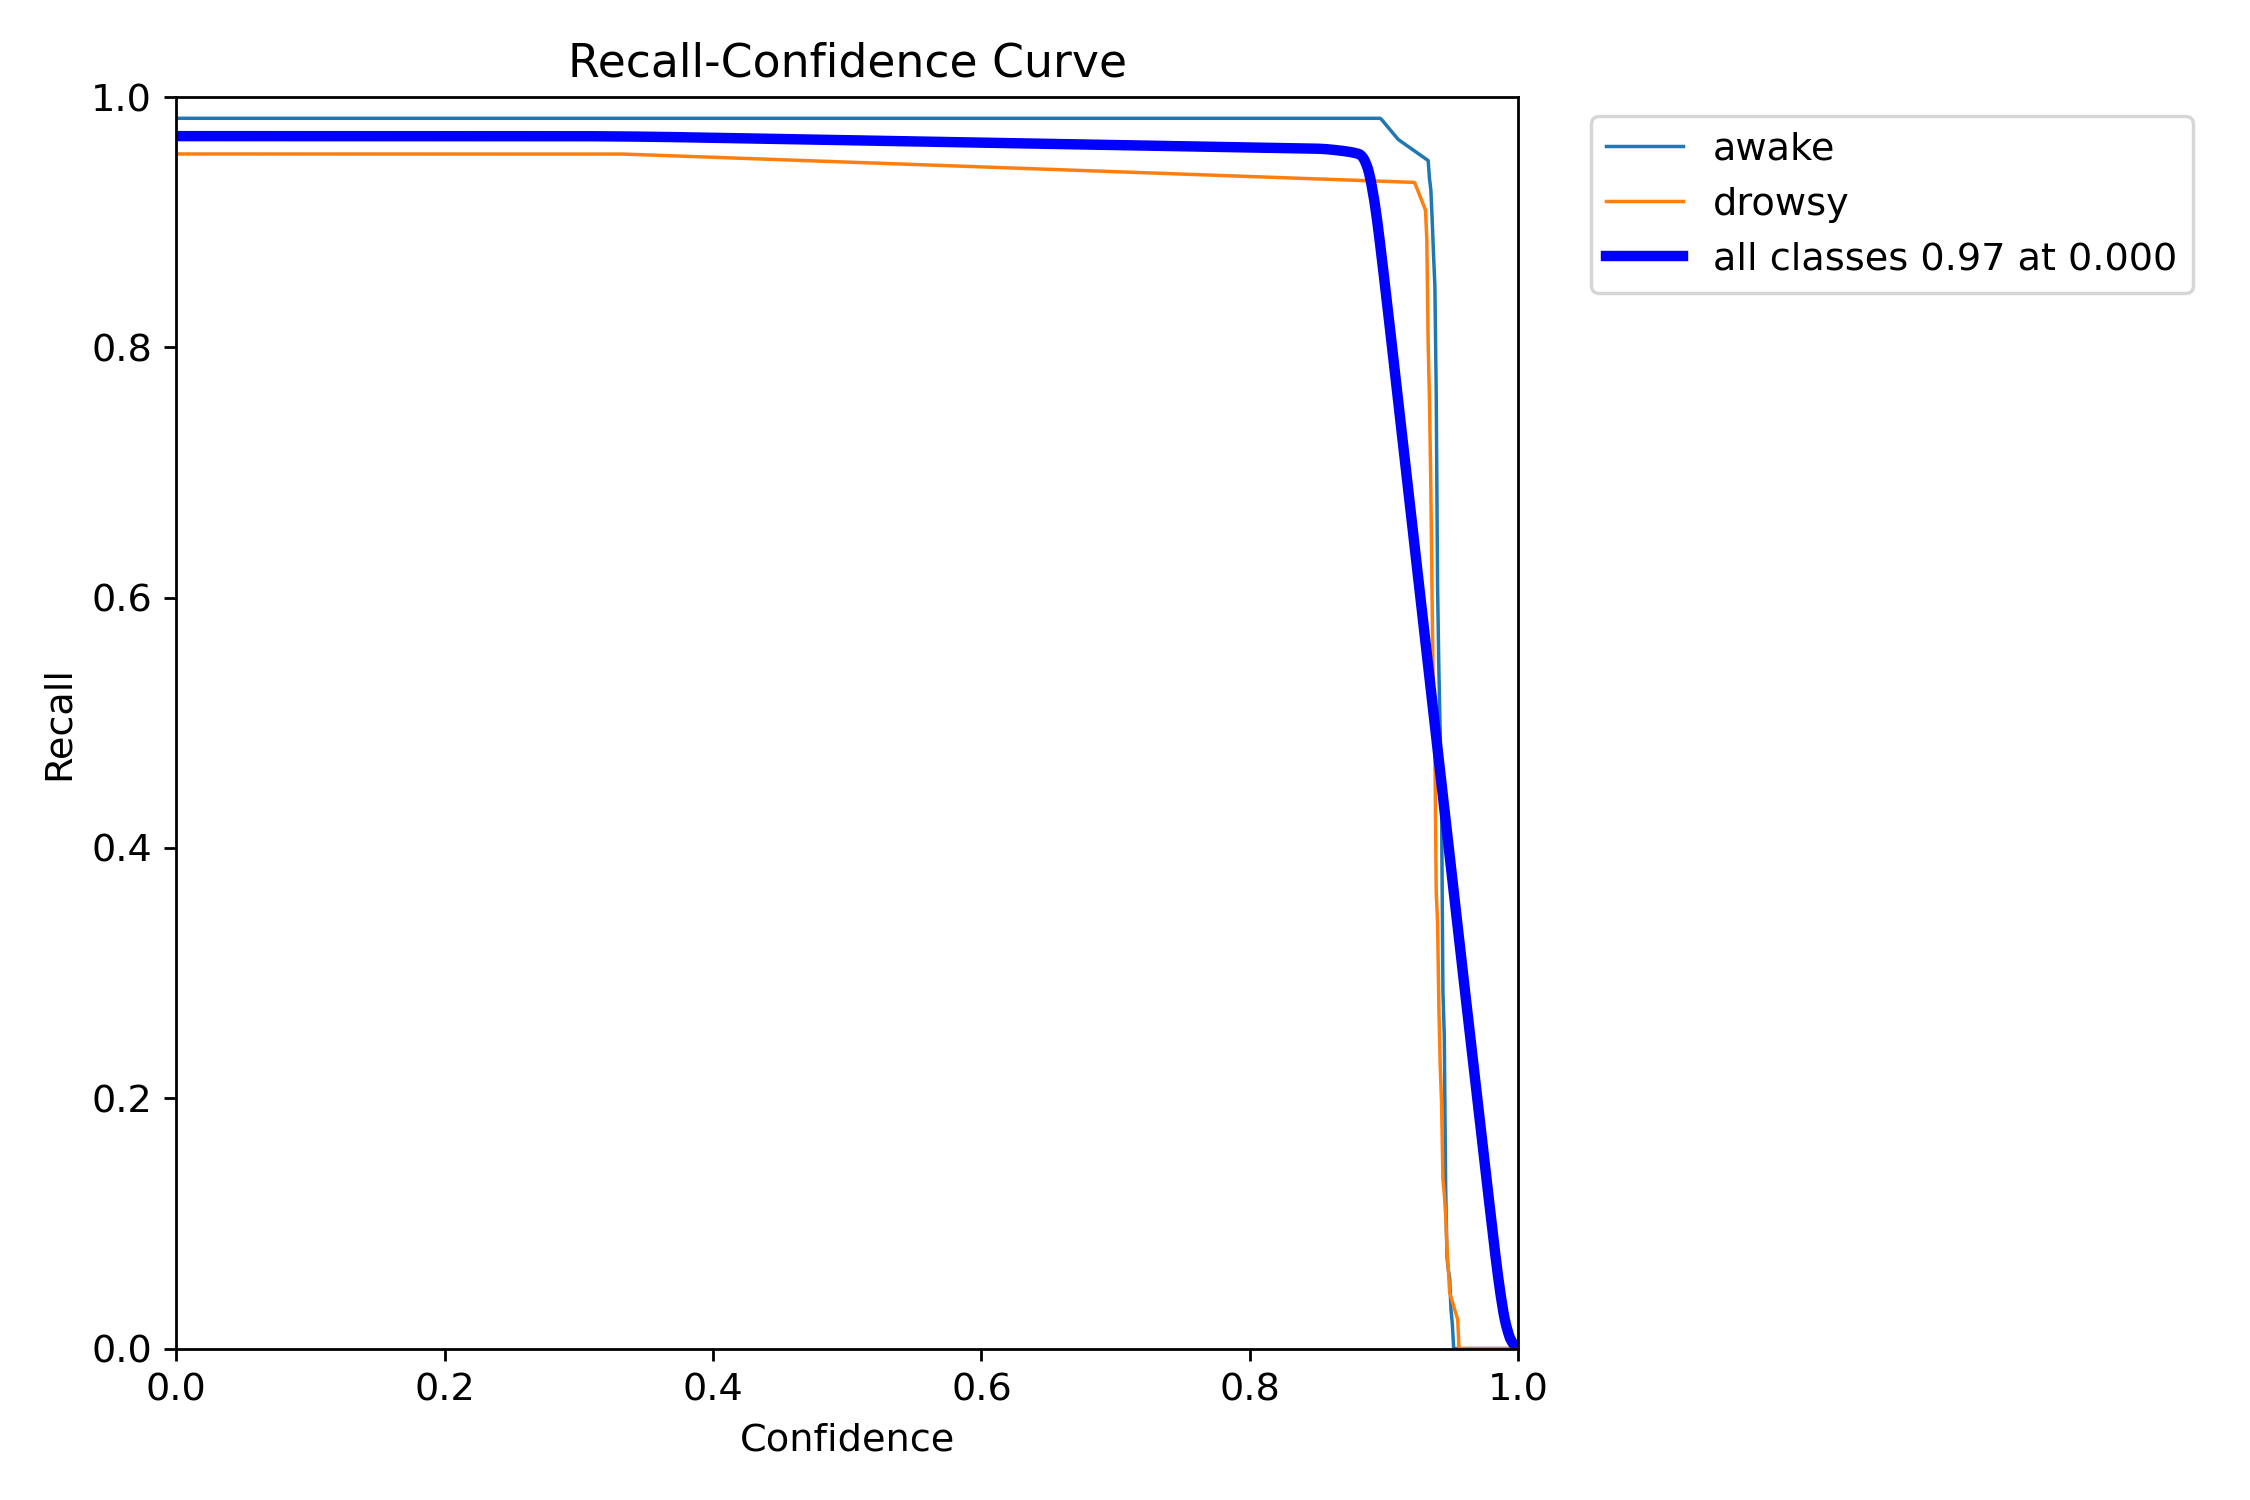 Recall-Confidence Curve
1.0
0.8
0.6
0.4
0.2
0.0
Recall
0.0 0.2 0.4 0.6 0.8 1.0
Confidence
awake
drowsy
all classes 0.97 at 0.000